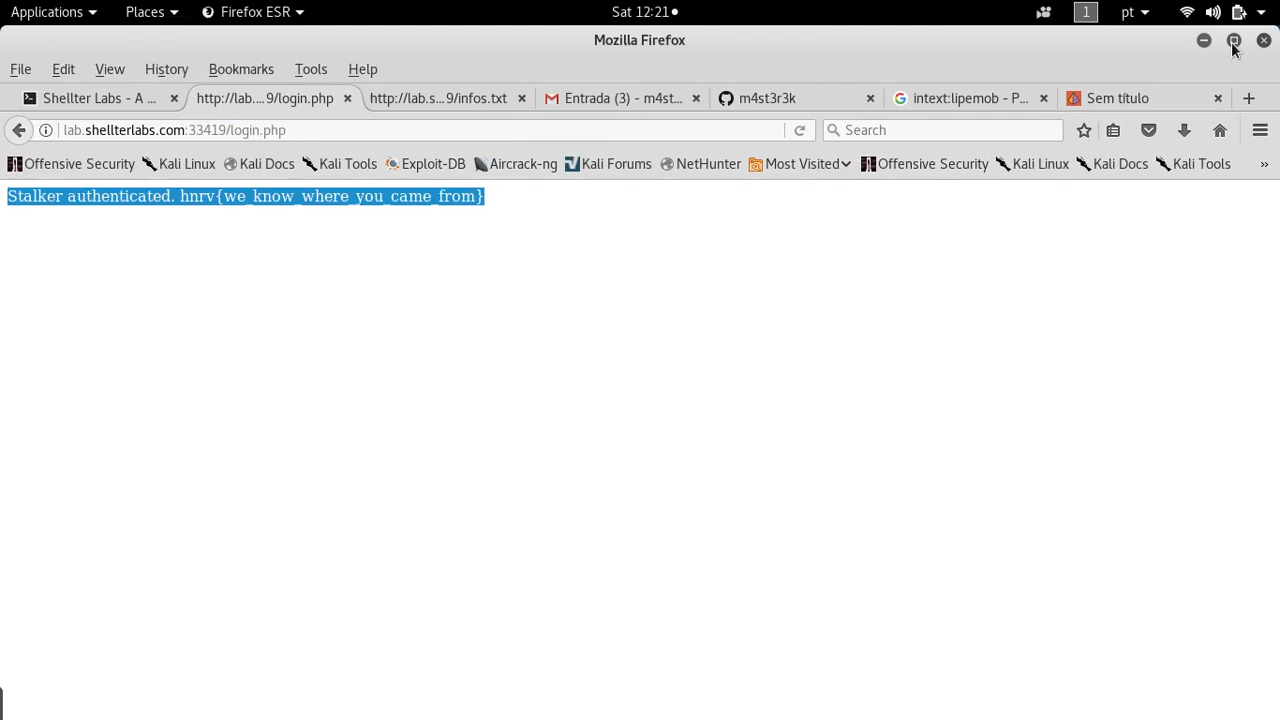 Applications Places Firefox ESR Sat 12:21 1 pt
Mozilla Firefox
File Edit View History Bookmarks Tools Help
Shellter Labs - A ... http://lab....9/login.php http://lab.s...9/infos.txt Entrada (3) - m4st... m4st3r3k intext:lipemob - P... Sem título
lab.shellterlabs.com:33419/login.php Search
Offensive Security Kali Linux Kali Docs Kali Tools Exploit-DB Aircrack-ng Kali Forums NetHunter Most Visited Offensive Security Kali Linux Kali Docs Kali Tools »
Stalker authenticated. hnrv{we_know_where_you_came_from}